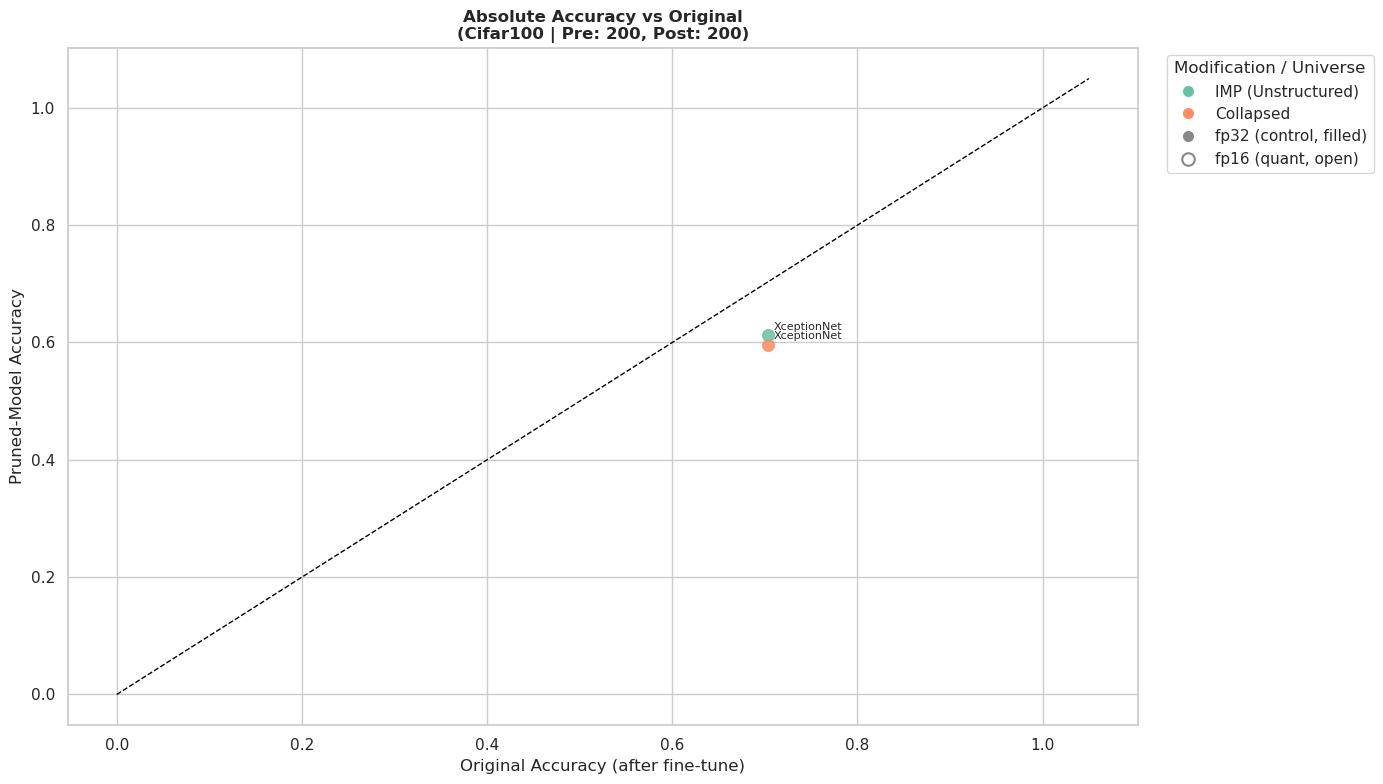 Absolute Accuracy vs Original
(Cifar100 | Pre: 200, Post: 200)
Modification / Universe
IMP (Unstructured)
Collapsed
fp32 (control, filled)
fp16 (quant, open)
Pruned-Model Accuracy
1.0
0.8
0.6
0.4
0.2
0.0
XceptionNet
XceptionNet
0.0 0.2 0.4 0.6 0.8 1.0
Original Accuracy (after fine-tune)